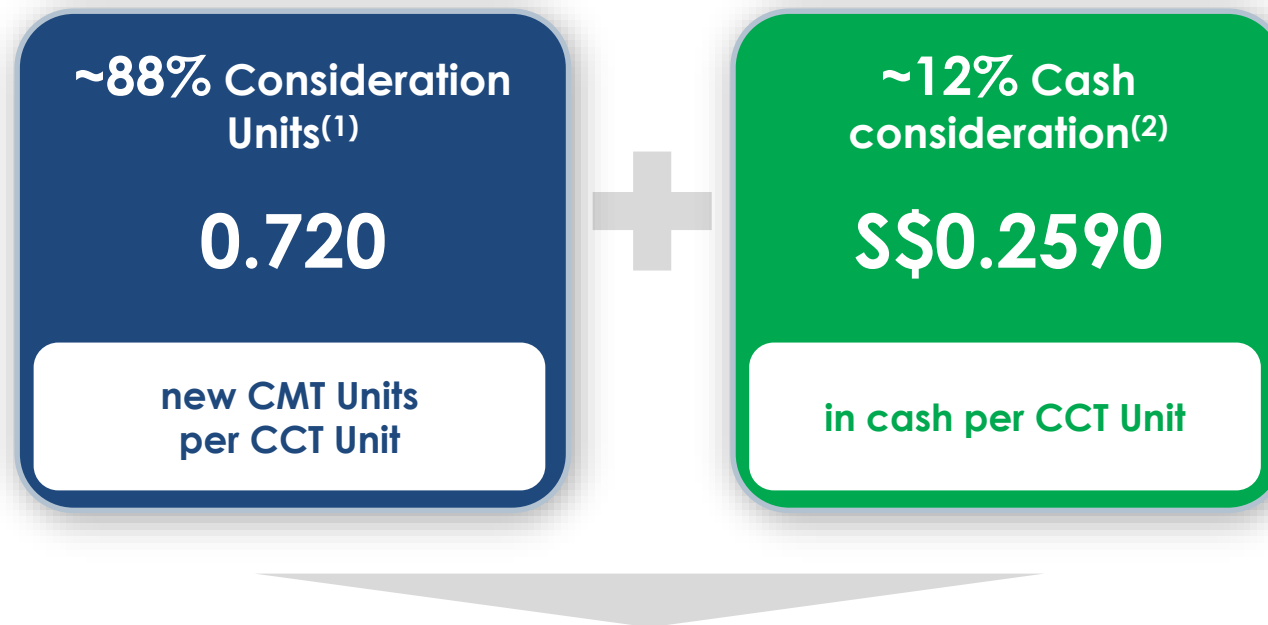 ~88% Consideration
Units(1)
0.720
new CMT Units
per CCT Unit
~12% Cash
consideration(2)
S$0.2590
in cash per CCT Unit